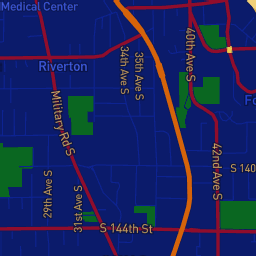 Medical Center
Riverton
34th Ave S
35th Ave S
40th Ave S
Military Rd S
Fo
S 140
29th Ave S
31st Ave S
42nd Ave S
S 144th St